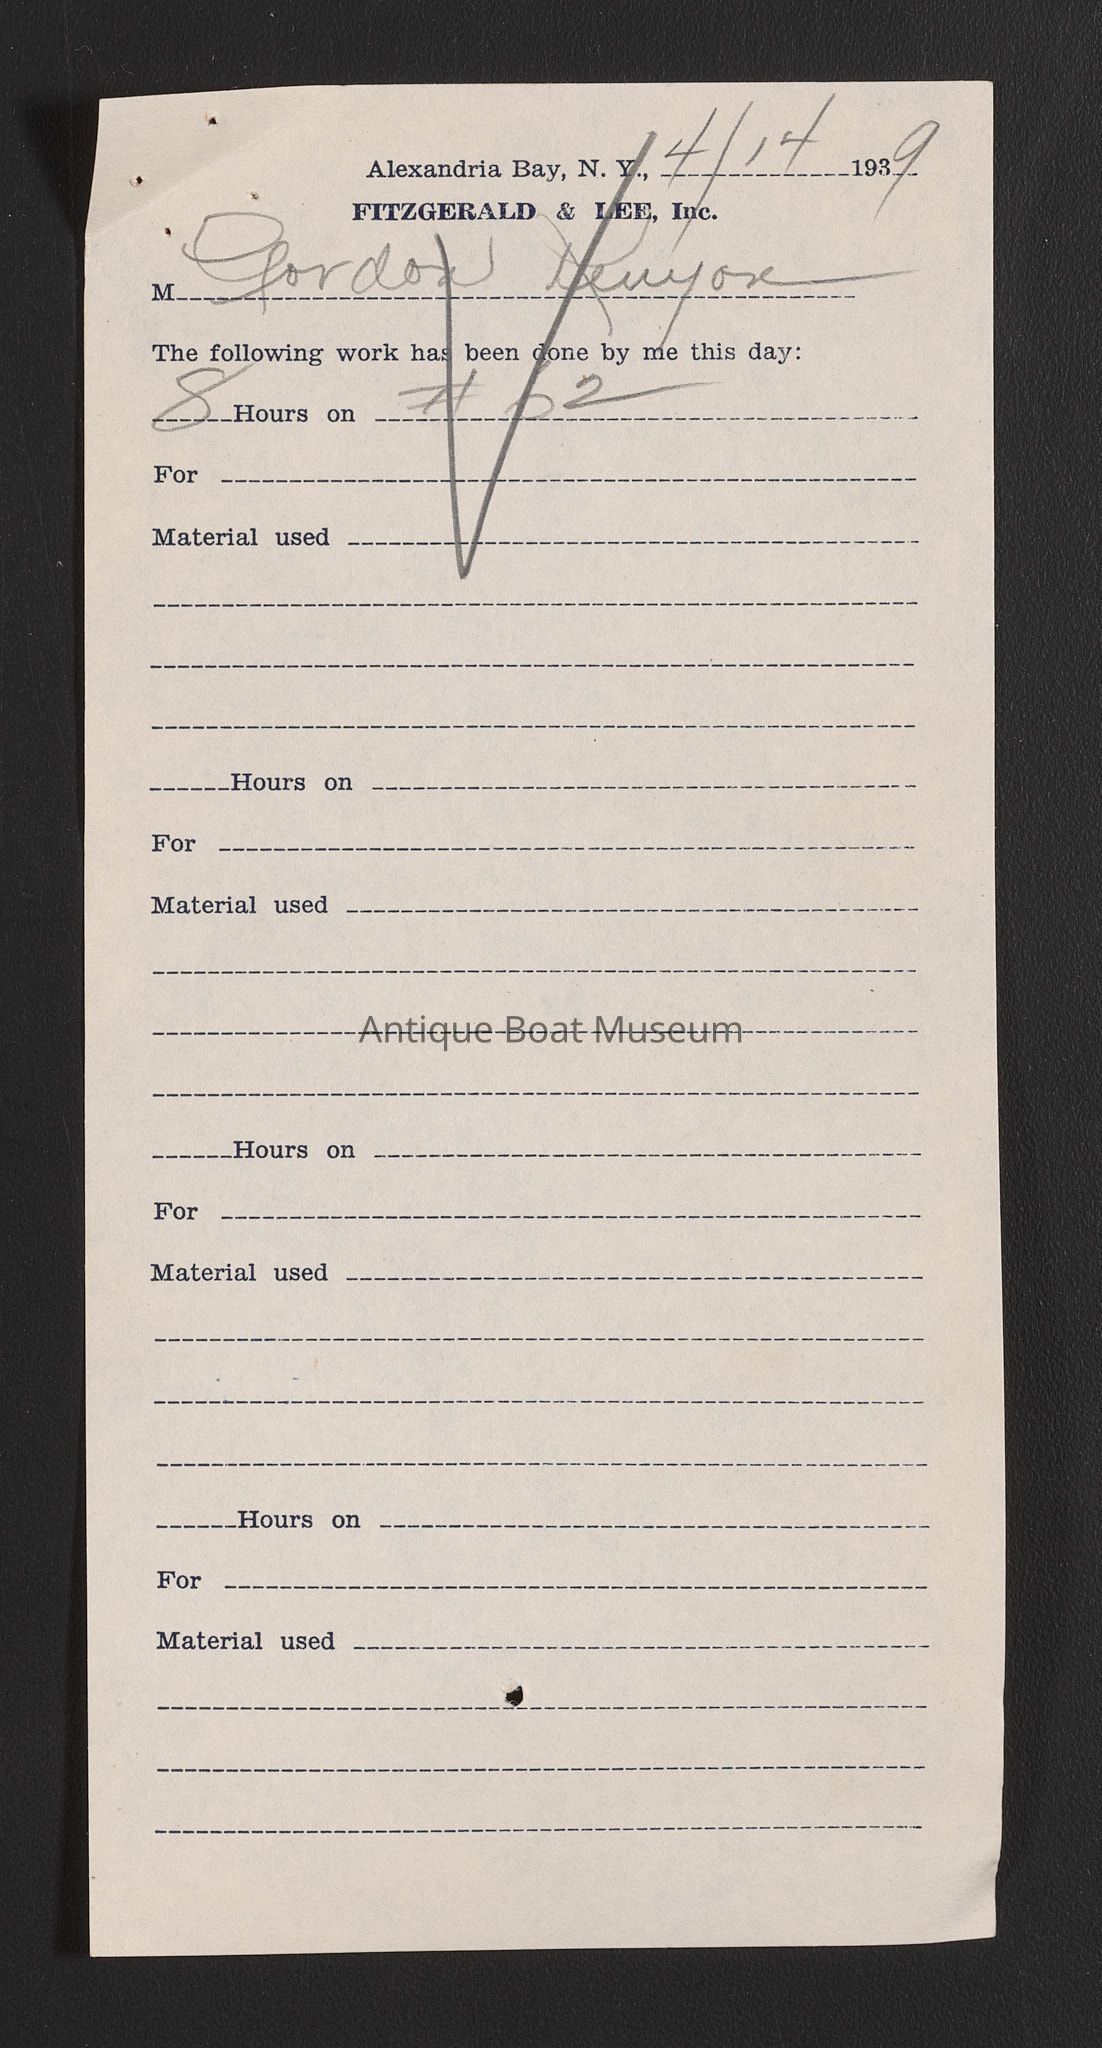 Alexandria Bay, N. Y., 4/14 1939
FITZGERALD & LEE, Inc.
M Gordon Kenyon
The following work has been done by me this day:
8 Hours on # 62
For
Material used
Hours on
For
Material used
Antique Boat Museum
Hours on
For
Material used
Hours on
For
Material used